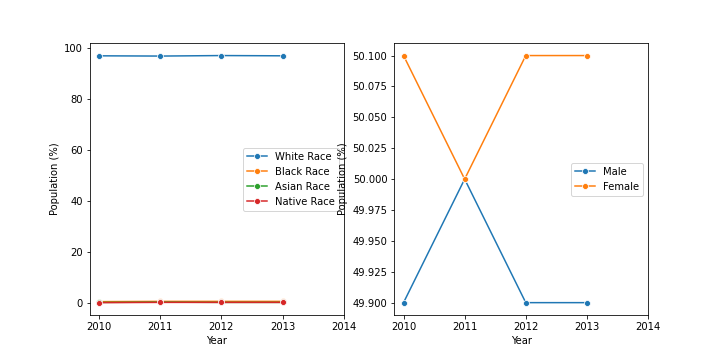 100
80
60
40
20
0
Population (%)
White Race
Black Race
Asian Race
Native Race
2010 2011 2012 2013 2014
Year
50.100
50.075
50.050
50.025
50.000
49.975
49.950
49.925
49.900
Population (%)
Male
Female
2010 2011 2012 2013 2014
Year